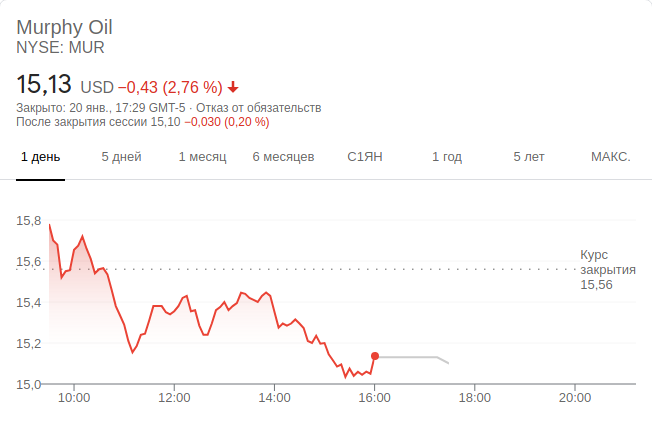 Murphy Oil
NYSE: MUR
15,13 USD −0,43 (2,76 %)
Закрыто: 20 янв., 17:29 GMT-5 · Отказ от обязательств
После закрытия сессии 15,10 −0,030 (0,20 %)
1 день 5 дней 1 месяц 6 месяцев С1ЯН 1 год 5 лет МАКС.
15,8
Курс
15,6 закрытия
15,56
15,4
15,2
15,0
10:00 12:00 14:00 16:00 18:00 20:00